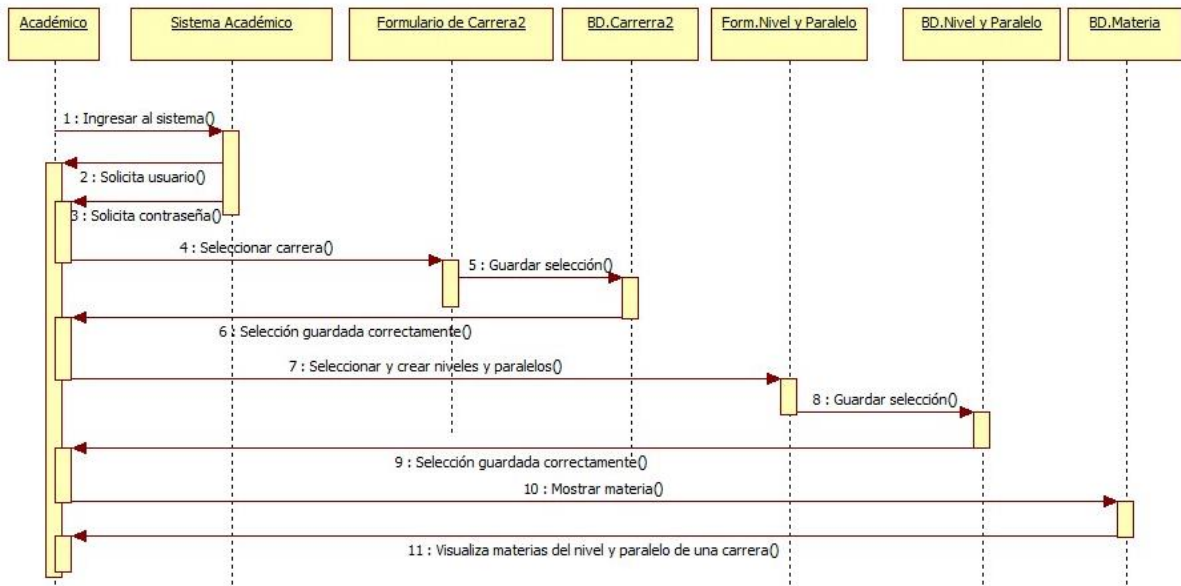 Académico
Sistema Académico
Formulario de Carrera2
BD.Carrerra2
Form.Nivel y Paralelo
BD.Nivel y Paralelo
BD.Materia
1 : Ingresar al sistema()
2 : Solicita usuario()
3 : Solicita contraseña()
4 : Seleccionar carrera()
5 : Guardar selección()
6 : Selección guardada correctamente()
7 : Seleccionar y crear niveles y paralelos()
8 : Guardar selección()
9 : Selección guardada correctamente()
10 : Mostrar materia()
11 : Visualiza materias del nivel y paralelo de una carrera()